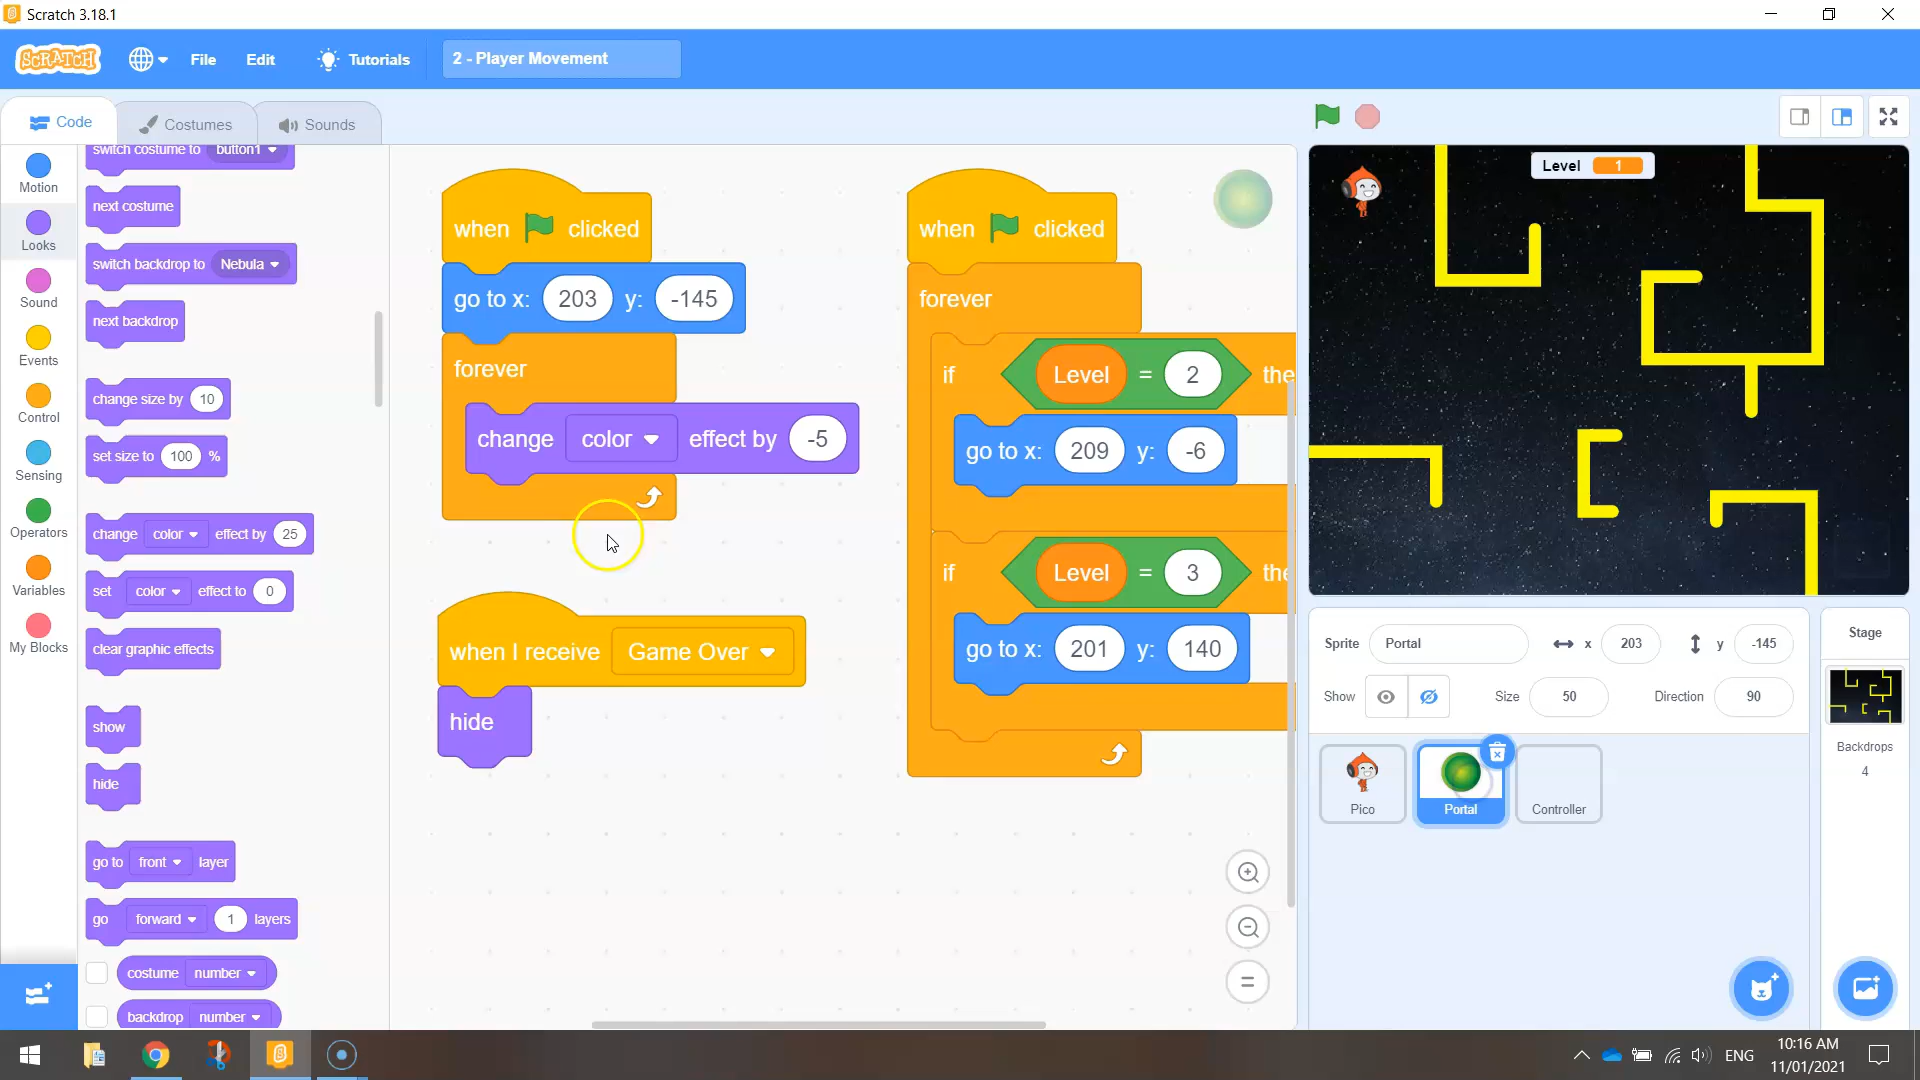 Scratch 3.18.1
SCRATCH
File
Edit
Tutorials
2 - Player Movement
Code
Costumes
Sounds
Motion
Looks
Sound
Events
Control
Sensing
Operators
Variables
My Blocks
switch costume to button1
next costume
switch backdrop to Nebula
next backdrop
change size by 10
set size to 100 %
change color effect by 25
set color effect to 0
clear graphic effects
show
hide
go to front layer
go forward 1 layers
costume number
backdrop number
when clicked
go to x: 203 y: -145
forever
change color effect by -5
when I receive Game Over
hide
when clicked
forever
if Level = 2 the
go to x: 209 y: -6
if Level = 3 the
go to x: 201 y: 140
Level 1
Sprite Portal x 203 y -145
Show Size 50 Direction 90
Pico
Portal
Controller
Stage
Backdrops
4
ENG
10:16 AM
11/01/2021